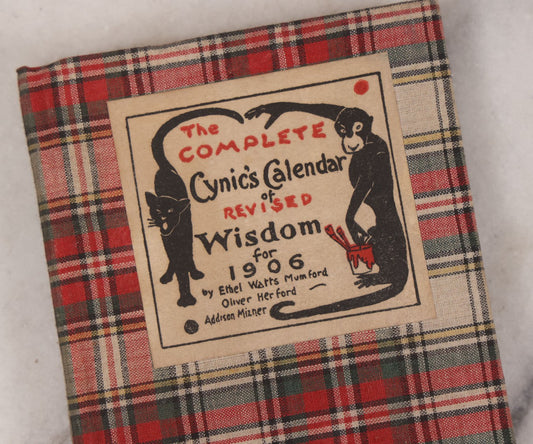 The
COMPLETE
Cynic's Calendar
of
REVISED
Wisdom
for
1906
by Ethel Watts Mumford
Oliver Herford
Addison Mizner